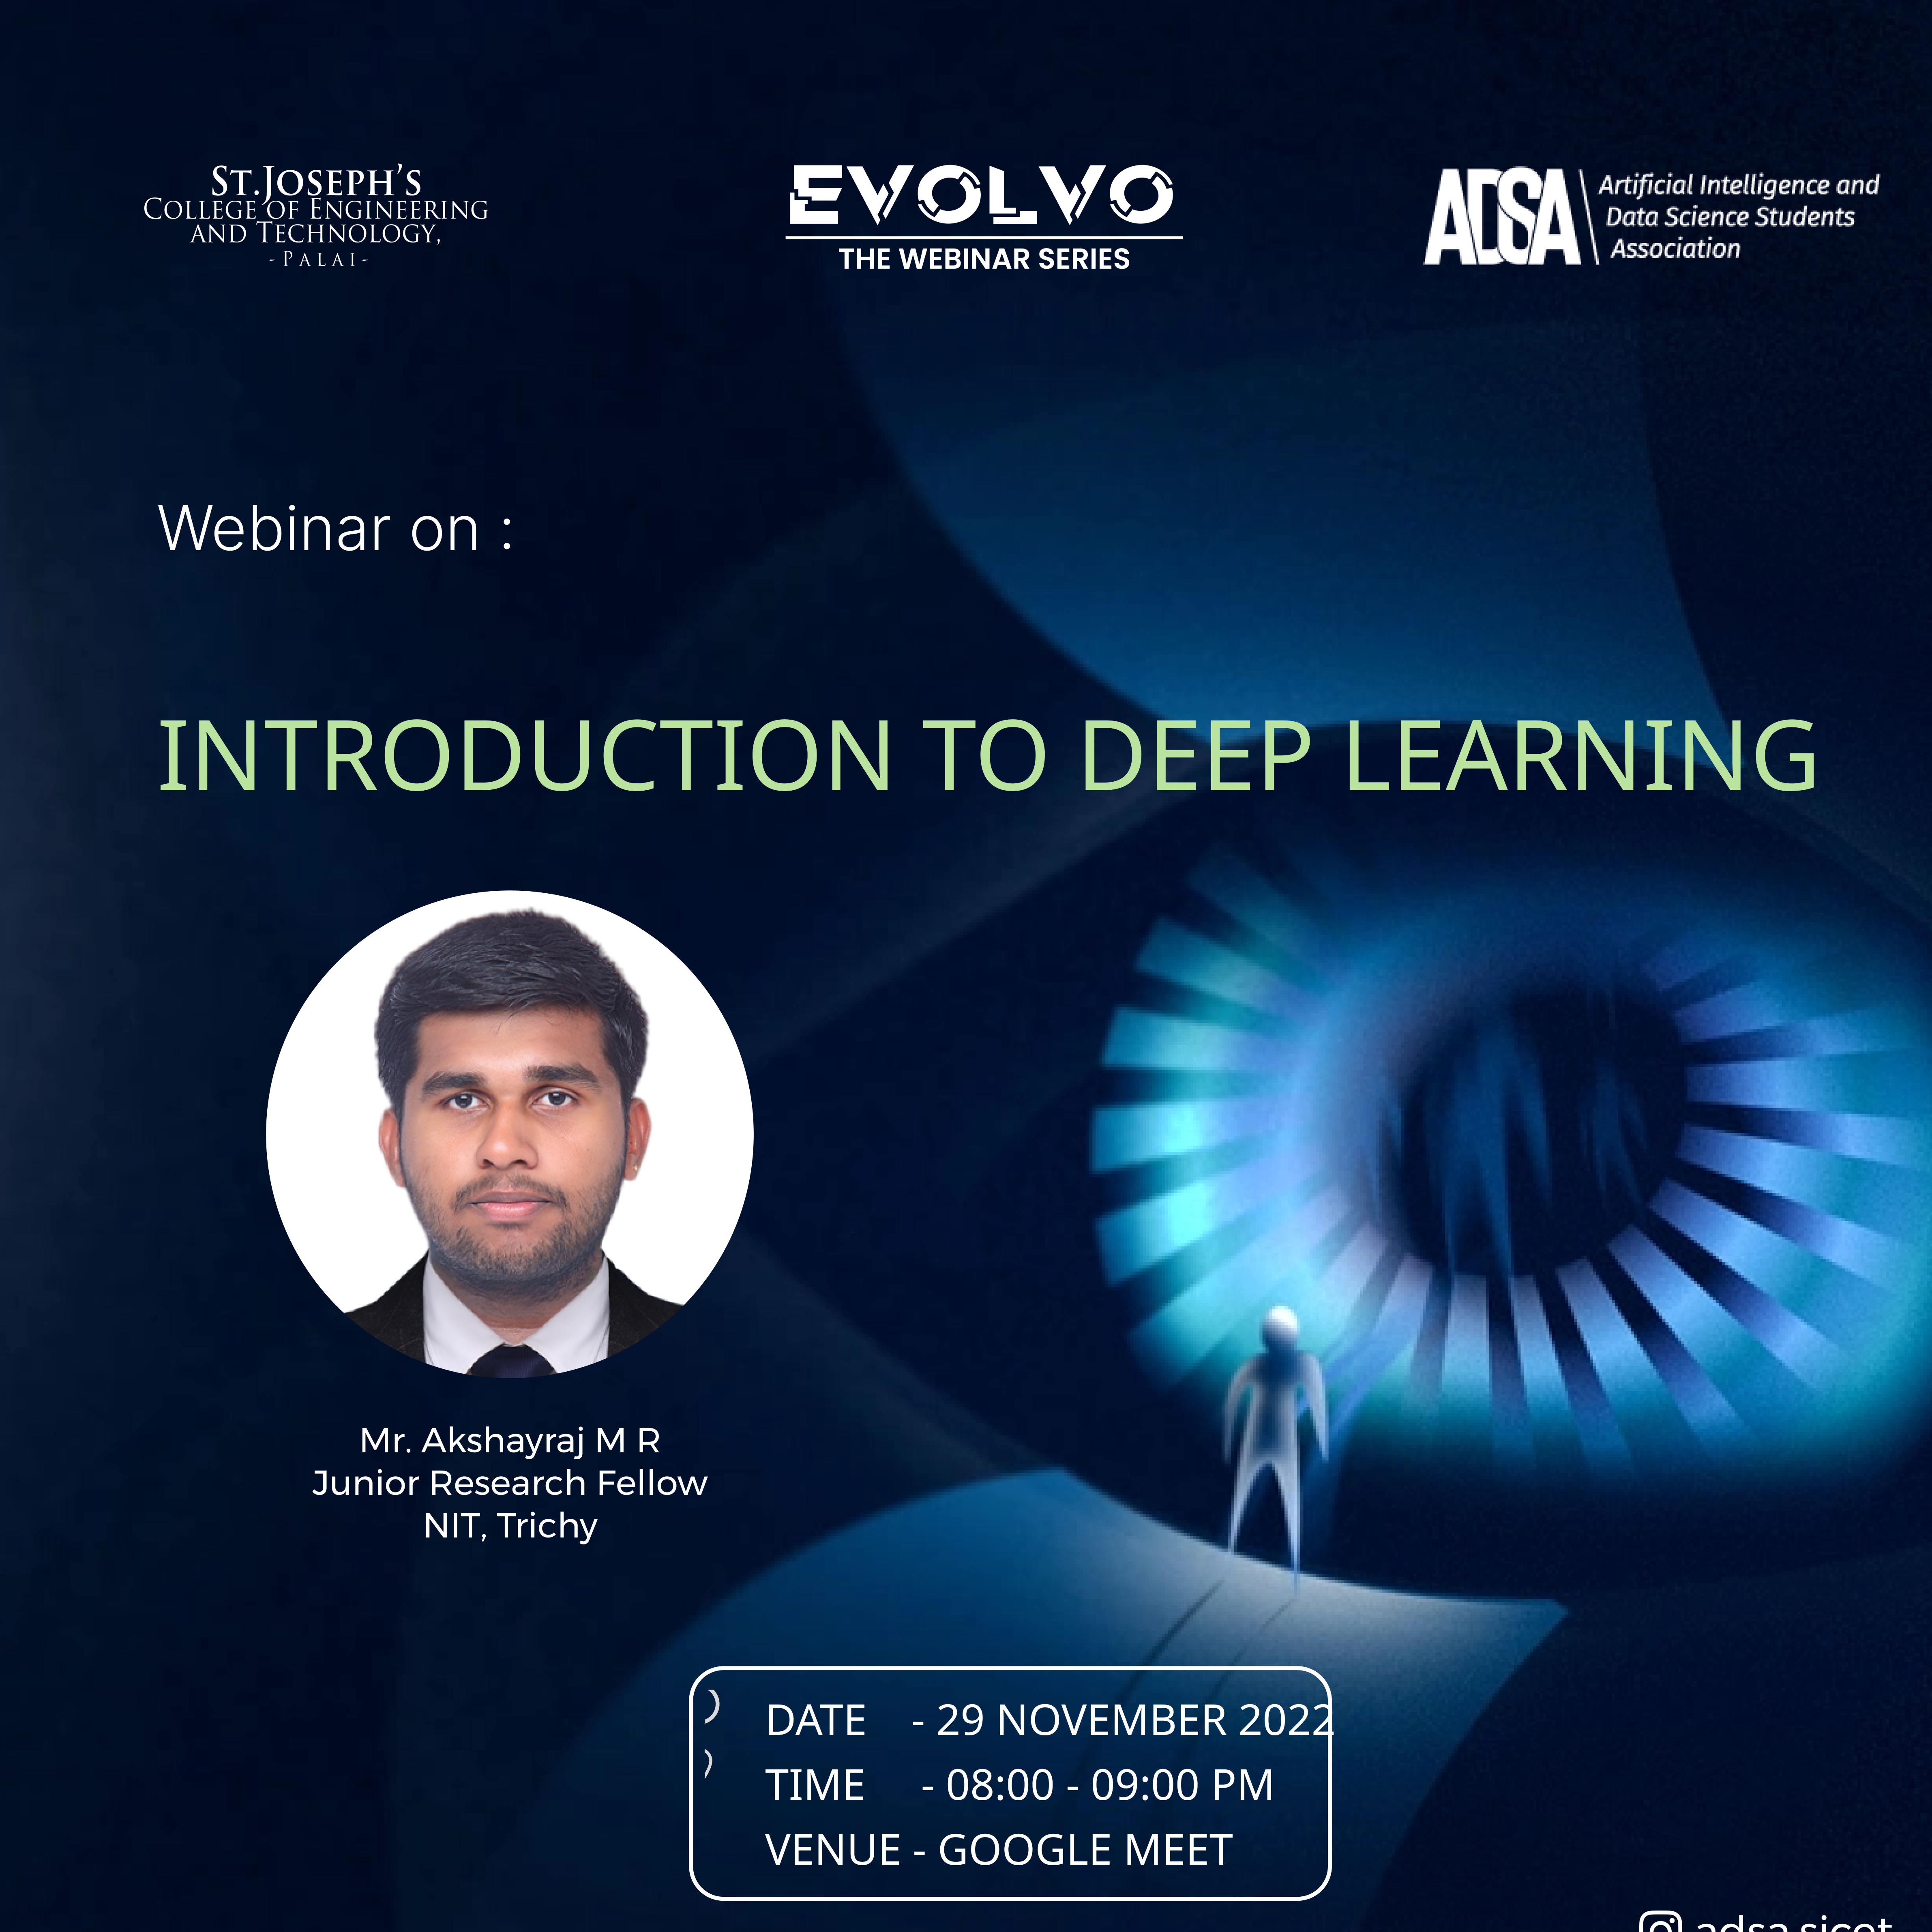 ST.JOSEPH'S
COLLEGE OF ENGINEERING
AND TECHNOLOGY,
-PALAI-
EVOLVO
THE WEBINAR SERIES
ADSA
Artificial Intelligence and
Data Science Students
Association
Webinar on :
INTRODUCTION TO DEEP LEARNING
Mr. Akshayraj M R
Junior Research Fellow
NIT, Trichy
DATE - 29 NOVEMBER 2022
TIME - 08:00 - 09:00 PM
VENUE - GOOGLE MEET